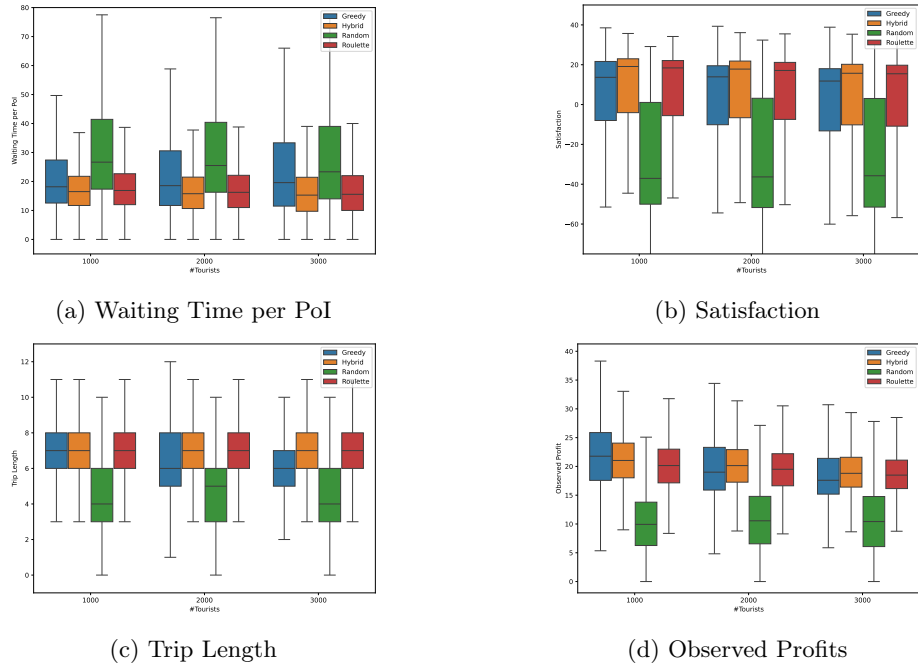 80
70
60
50
40
30
20
10
0
Waiting Time per PoI
Greedy
Hybrid
Random
Roulette
1000
2000
3000
#Tourists
(a) Waiting Time per PoI
40
20
0
−20
−40
−60
Satisfaction
Greedy
Hybrid
Random
Roulette
1000
2000
3000
#Tourists
(b) Satisfaction
12
10
8
6
4
2
0
Trip Length
Greedy
Hybrid
Random
Roulette
1000
2000
3000
#Tourists
(c) Trip Length
40
35
30
25
20
15
10
5
0
Observed Profit
Greedy
Hybrid
Random
Roulette
1000
2000
3000
#Tourists
(d) Observed Profits